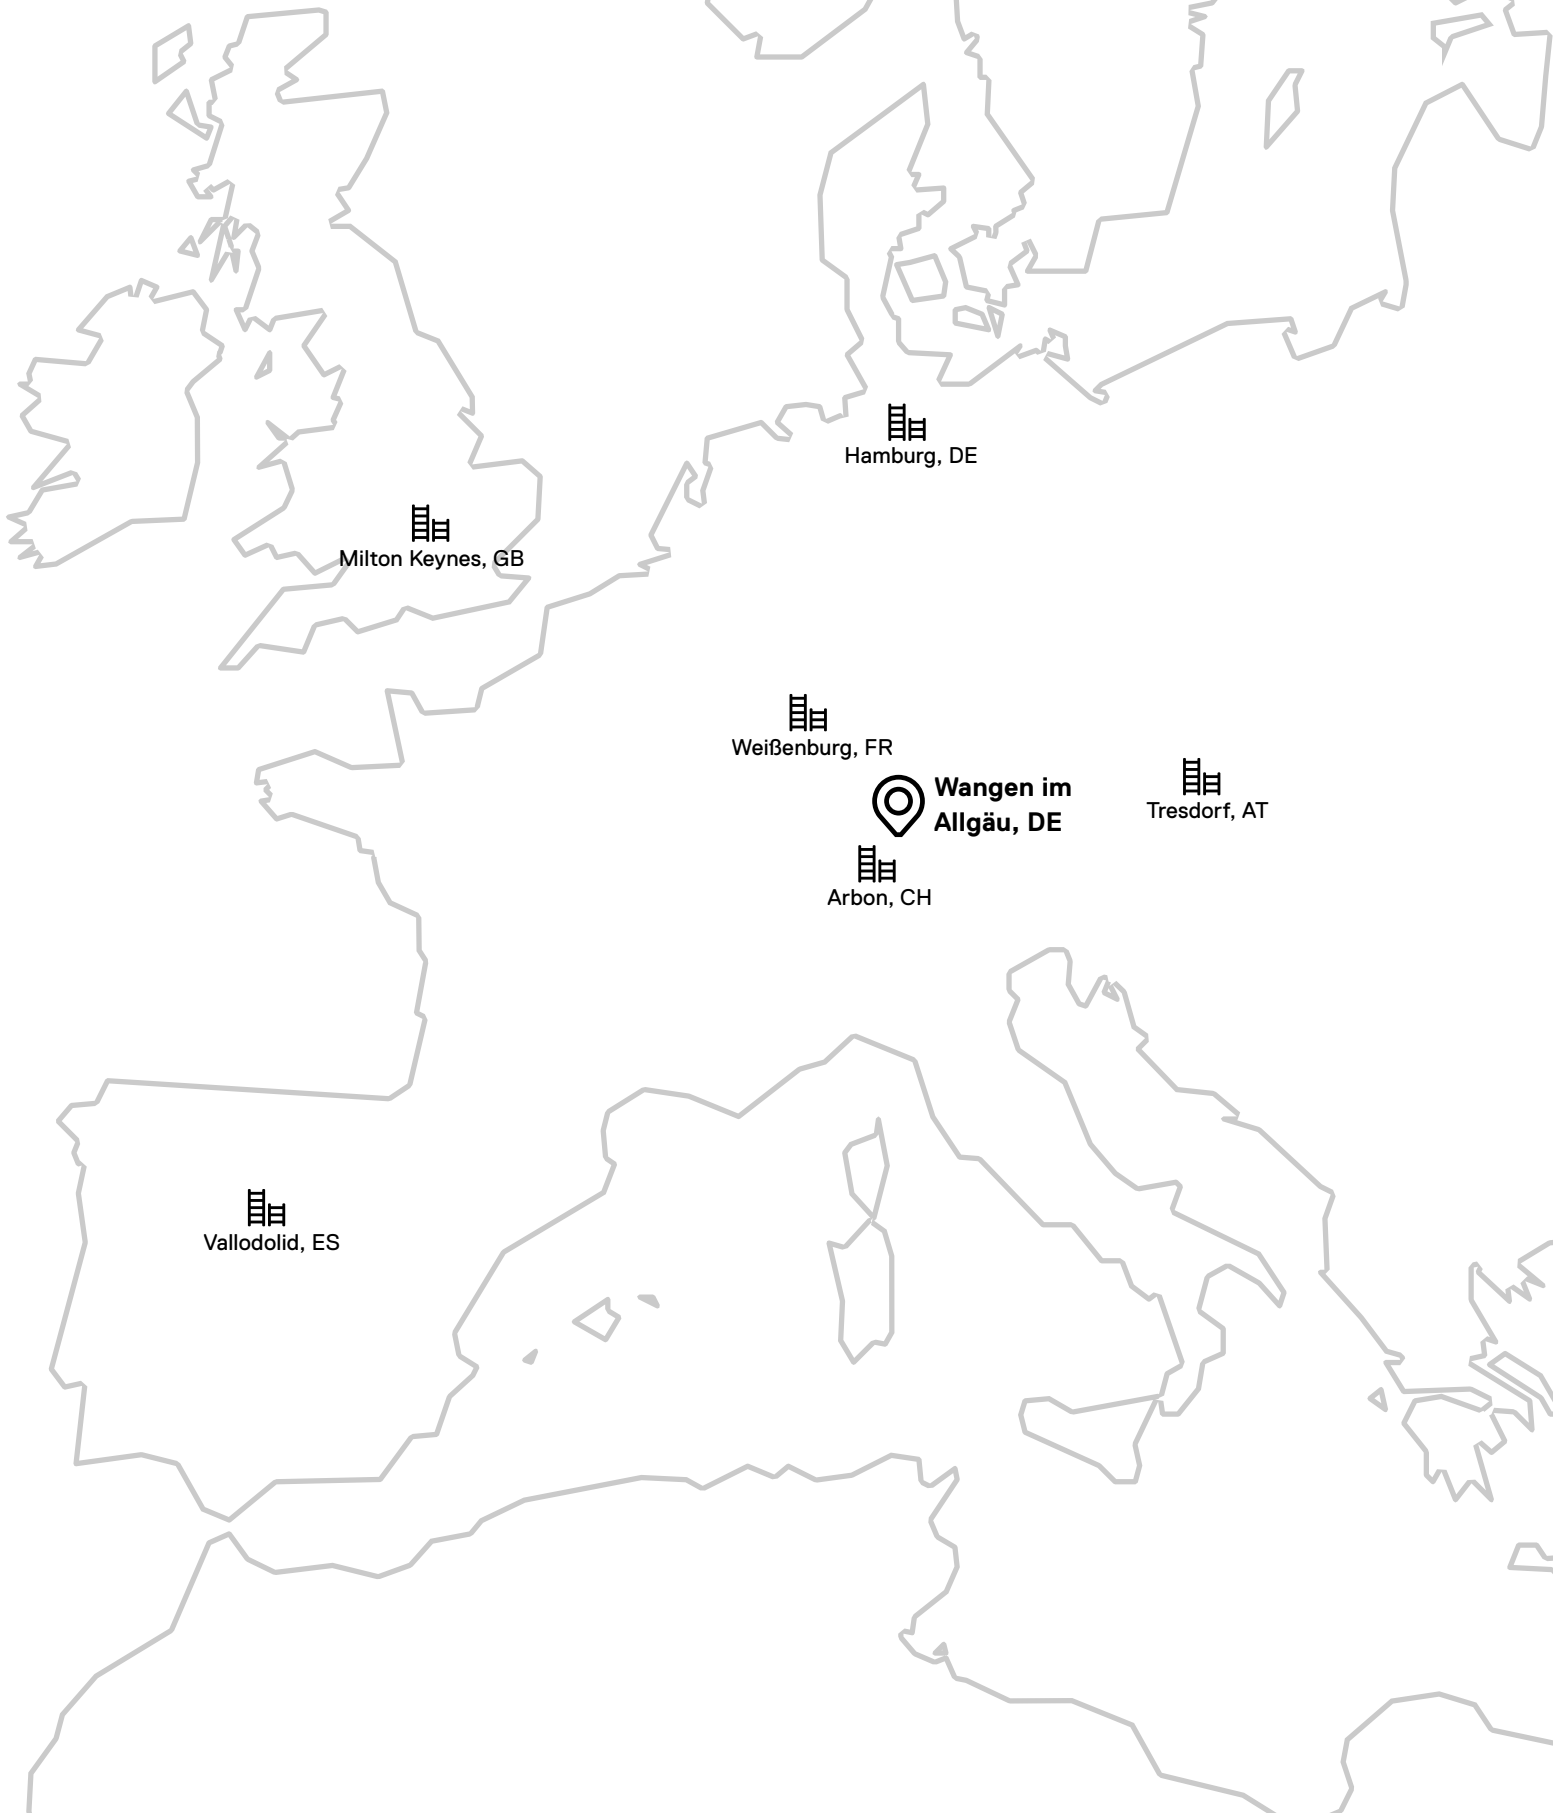 Hamburg, DE
Milton Keynes, GB
Weißenburg, FR
Wangen im
Allgäu, DE
Tresdorf, AT
Arbon, CH
Vallodolid, ES